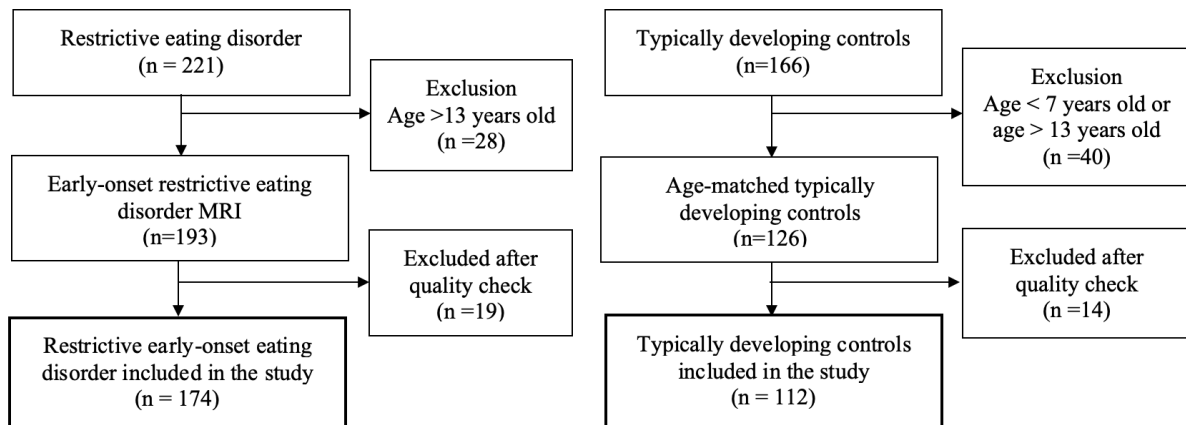 Restrictive eating disorder
(n = 221)
Exclusion
Age >13 years old
(n =28)
Early-onset restrictive eating
disorder MRI
(n=193)
Excluded after
quality check
(n =19)
Restrictive early-onset eating
disorder included in the study
(n = 174)
Typically developing controls
(n=166)
Exclusion
Age < 7 years old or
age > 13 years old
(n =40)
Age-matched typically
developing controls
(n=126)
Excluded after
quality check
(n =14)
Typically developing controls
included in the study
(n = 112)